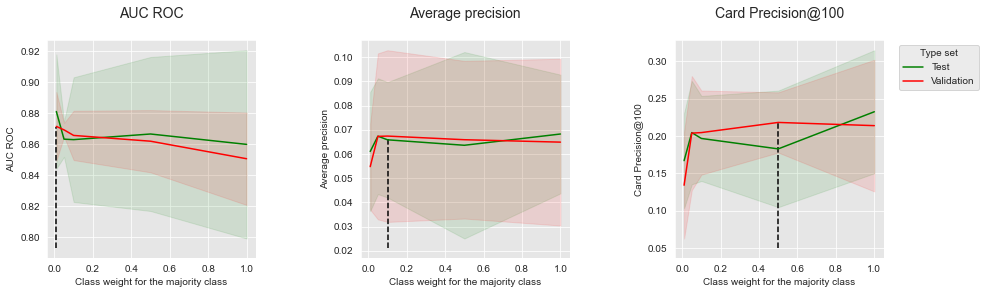 AUC ROC
AUC ROC
0.92
0.90
0.88
0.86
0.84
0.82
0.80
0.0 0.2 0.4 0.6 0.8 1.0
Class weight for the majority class
Average precision
Average precision
0.10
0.09
0.08
0.07
0.06
0.05
0.04
0.03
0.02
0.0 0.2 0.4 0.6 0.8 1.0
Class weight for the majority class
Card Precision@100
Card Precision@100
0.30
0.25
0.20
0.15
0.10
0.05
0.0 0.2 0.4 0.6 0.8 1.0
Class weight for the majority class
Type set
Test
Validation